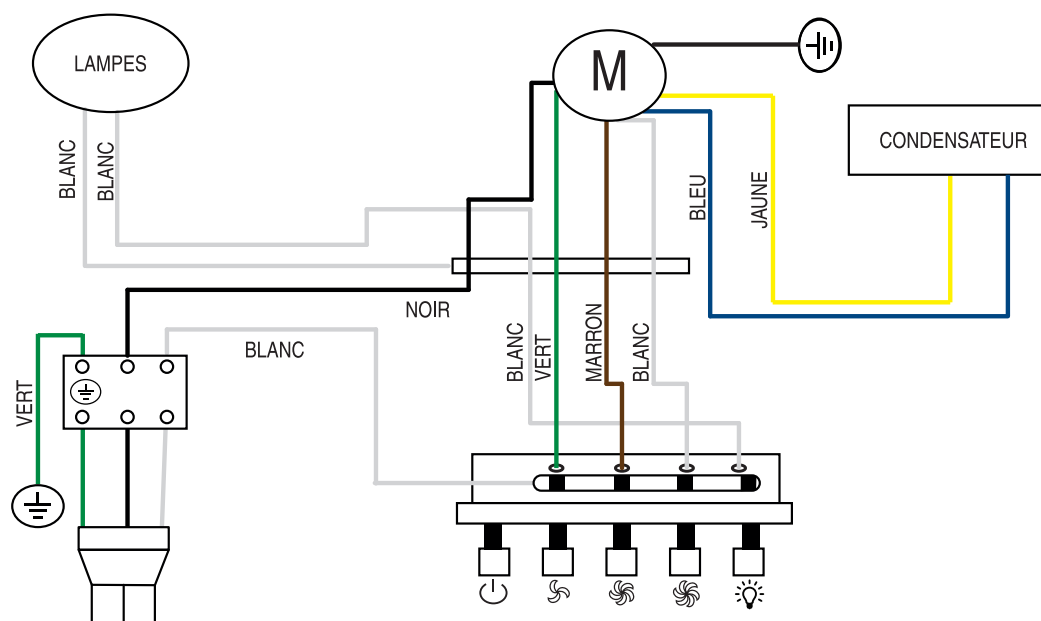 LAMPES
M
CONDENSATEUR
BLANC
BLANC
BLEU
JAUNE
NOIR
BLANC
VERT
BLANC
VERT
MARRON
BLANC